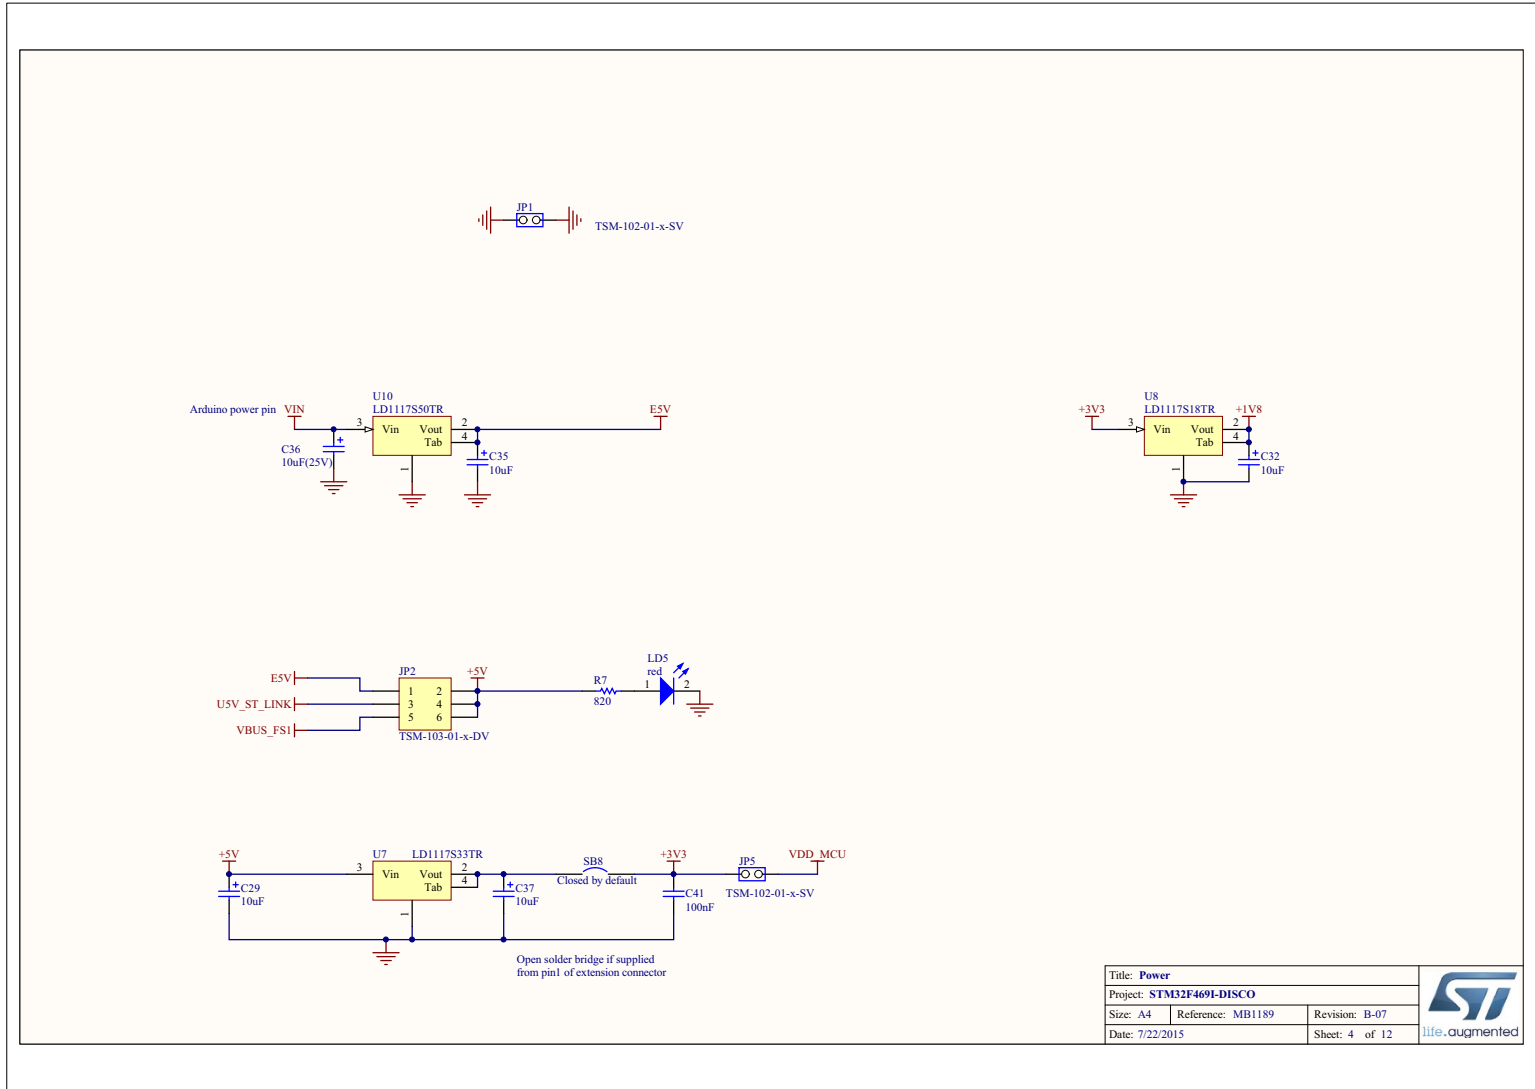 JP1
TSM-102-01-x-SV
U10
LD1117S50TR
Arduino power pin VIN
3 Vin Vout 2
Tab 4
1
E5V
C36
10uF(25V)
C35
10uF
U8
LD1117S18TR
+3V3
3 Vin Vout 2
Tab 4
1
+1V8
C32
10uF
JP2
+5V
E5V
U5V_ST_LINK
VBUS_FS1
1 2
3 4
5 6
TSM-103-01-x-DV
R7
820
LD5
red
1 2
+5V
C29
10uF
U7 LD1117S33TR
3 Vin Vout 2
Tab 4
1
C37
10uF
SB8
Closed by default
+3V3
C41
100nF
JP5
TSM-102-01-x-SV
VDD_MCU
Open solder bridge if supplied
from pin1 of extension connector
Title: Power
Project: STM32F469I-DISCO
Size: A4 Reference: MB1189 Revision: B-07
Date: 7/22/2015 Sheet: 4 of 12
ST
life.augmented